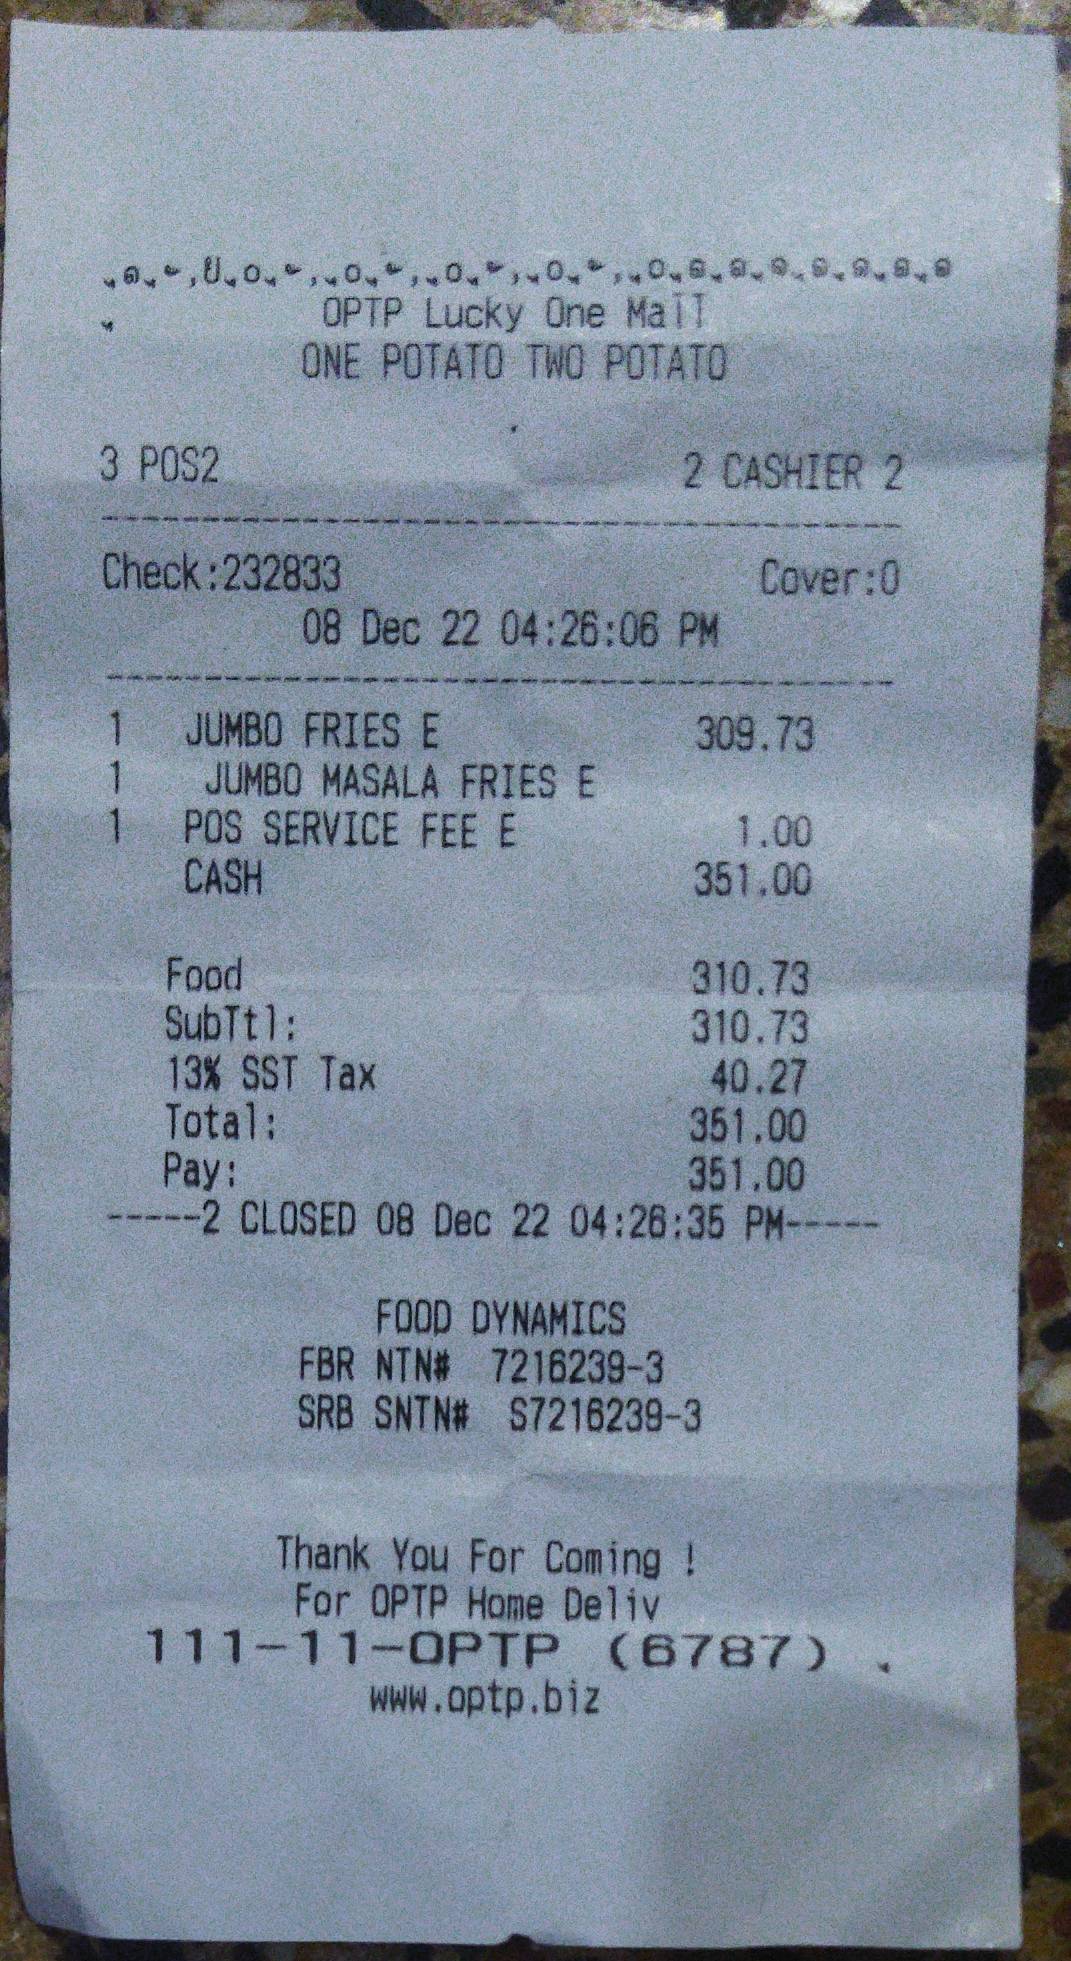 OPTP Lucky One Mall
ONE POTATO TWO POTATO
3 POS2 2 CASHIER 2
Check:232833 Cover:0
08 Dec 22 04:26:06 PM
1 JUMBO FRIES E 309.73
1 JUMBO MASALA FRIES E
1 POS SERVICE FEE E 1.00
CASH 351.00
Food 310.73
SubTtl: 310.73
13% SST Tax 40.27
Total: 351.00
Pay: 351.00
-----2 CLOSED 08 Dec 22 04:26:35 PM-----
FOOD DYNAMICS
FBR NTN# 7216239-3
SRB SNTN# S7216239-3
Thank You For Coming !
For OPTP Home Deliv
111-11-OPTP (6787)
www.optp.biz